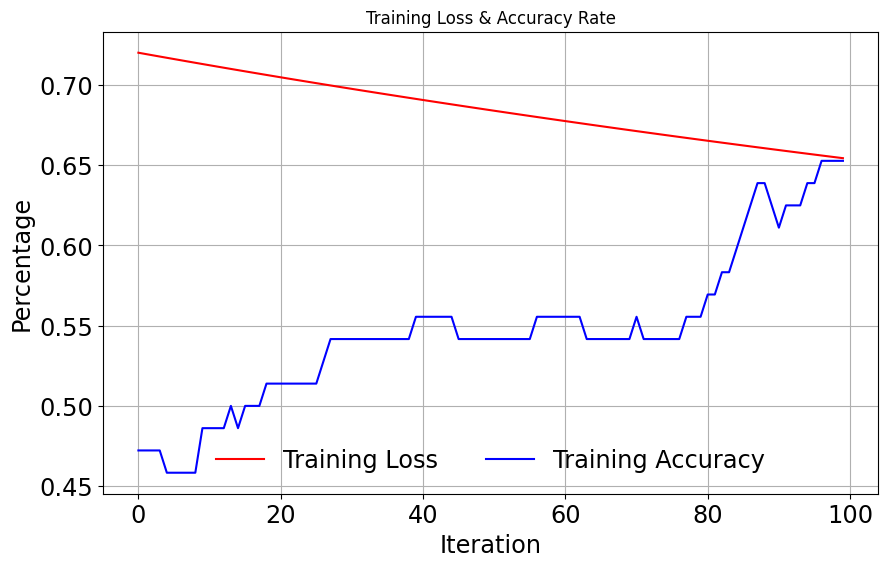 Training Loss & Accuracy Rate
Percentage
0.70
0.65
0.60
0.55
0.50
0.45
Training Loss
Training Accuracy
0 20 40 60 80 100
Iteration